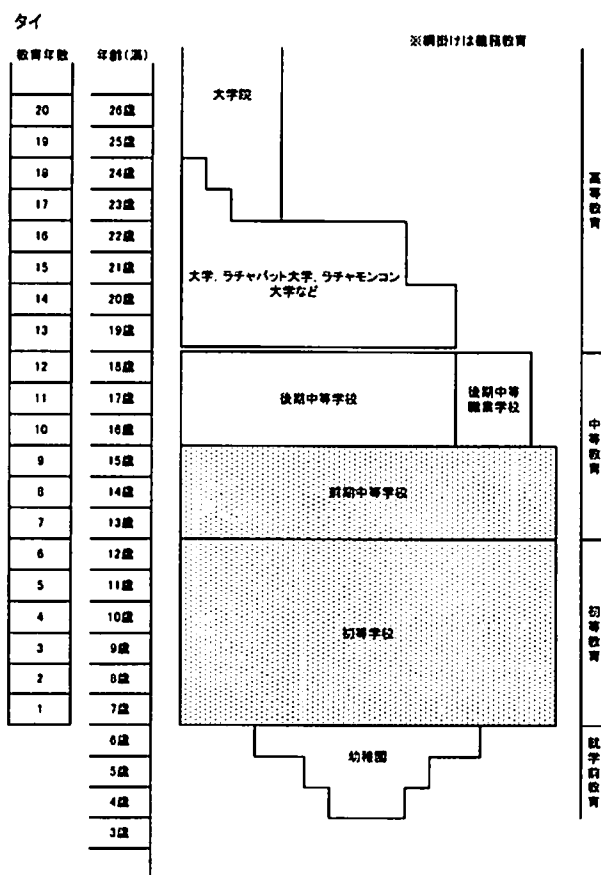 タイ
※網掛けは義務教育
教育年数 年齢(満)
大学院
20 26歳
19 25歳
18 24歳
17 23歳
16 22歳
15 21歳
大学, ラチャパット大学, ラチャモンコン
大学など
14 20歳
13 19歳
高等教育
12 18歳
11 17歳
後期中等学校
後期中等
職業学校
10 16歳
9 15歳
8 14歳
前期中等学校
7 13歳
中等教育
6 12歳
5 11歳
4 10歳
初等学校
3 9歳
2 8歳
1 7歳
初等教育
6歳
幼稚園
5歳
4歳
3歳
就学前教育